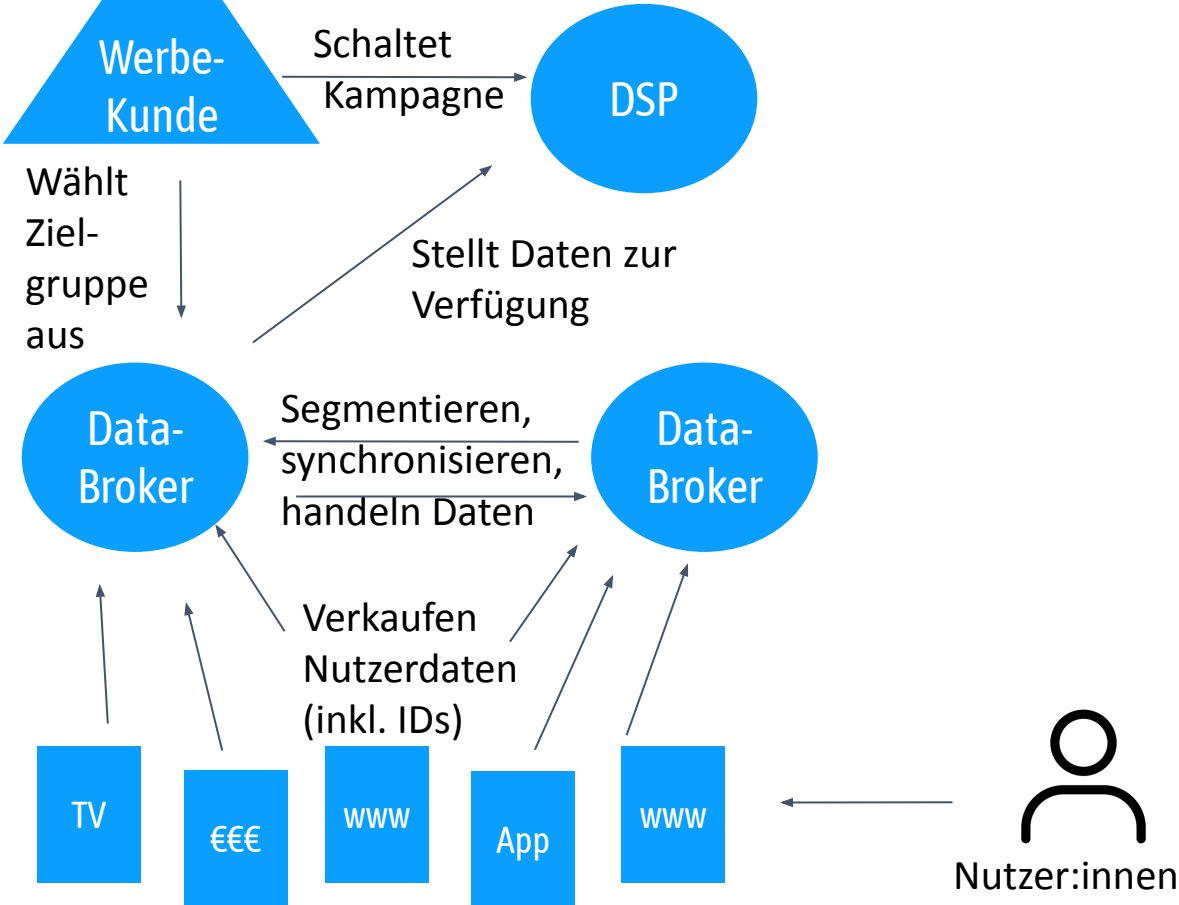 Werbe-
Kunde
Schaltet
Kampagne
DSP
Wählt
Ziel-
gruppe
aus
Stellt Daten zur
Verfügung
Data-
Broker
Segmentieren,
synchronisieren,
handeln Daten
Data-
Broker
Verkaufen
Nutzerdaten
(inkl. IDs)
TV
€€€
www
App
www
Nutzer:innen